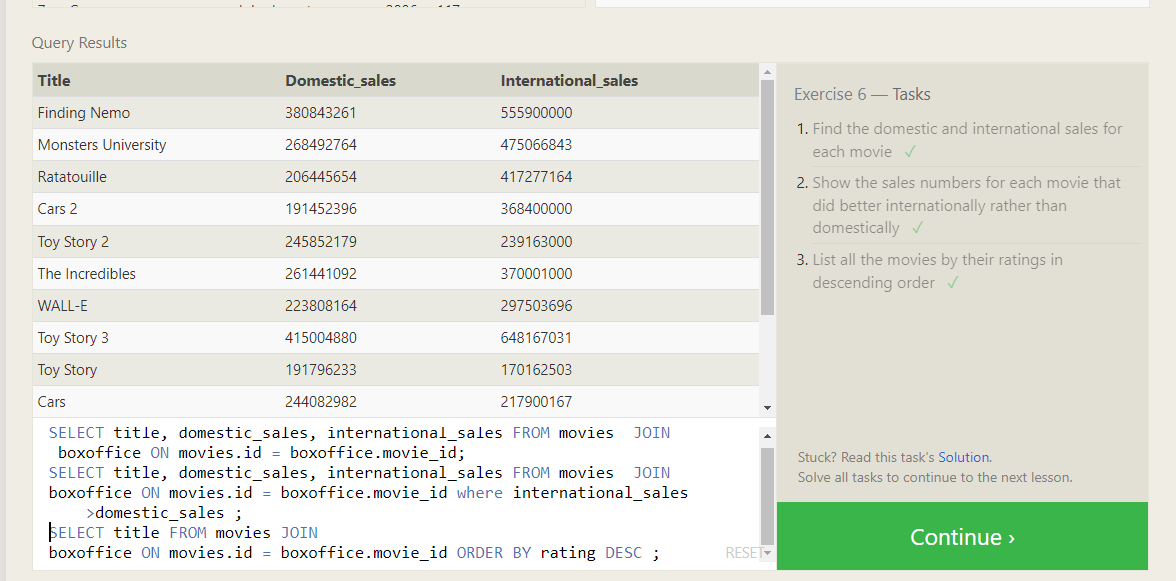 Query Results
Title Domestic_sales International_sales
Finding Nemo 380843261 555900000
Monsters University 268492764 475066843
Ratatouille 206445654 417277164
Cars 2 191452396 368400000
Toy Story 2 245852179 239163000
The Incredibles 261441092 370001000
WALL-E 223808164 297503696
Toy Story 3 415004880 648167031
Toy Story 191796233 170162503
Cars 244082982 217900167
SELECT title, domestic_sales, international_sales FROM movies  JOIN
 boxoffice ON movies.id = boxoffice.movie_id;
SELECT title, domestic_sales, international_sales FROM movies  JOIN
boxoffice ON movies.id = boxoffice.movie_id where international_sales
>domestic_sales ;
SELECT title FROM movies JOIN
boxoffice ON movies.id = boxoffice.movie_id ORDER BY rating DESC ;
RESET
Exercise 6 — Tasks
1. Find the domestic and international sales for
each movie ✓
2. Show the sales numbers for each movie that
did better internationally rather than
domestically ✓
3. List all the movies by their ratings in
descending order ✓
Stuck? Read this task's Solution.
Solve all tasks to continue to the next lesson.
Continue ›